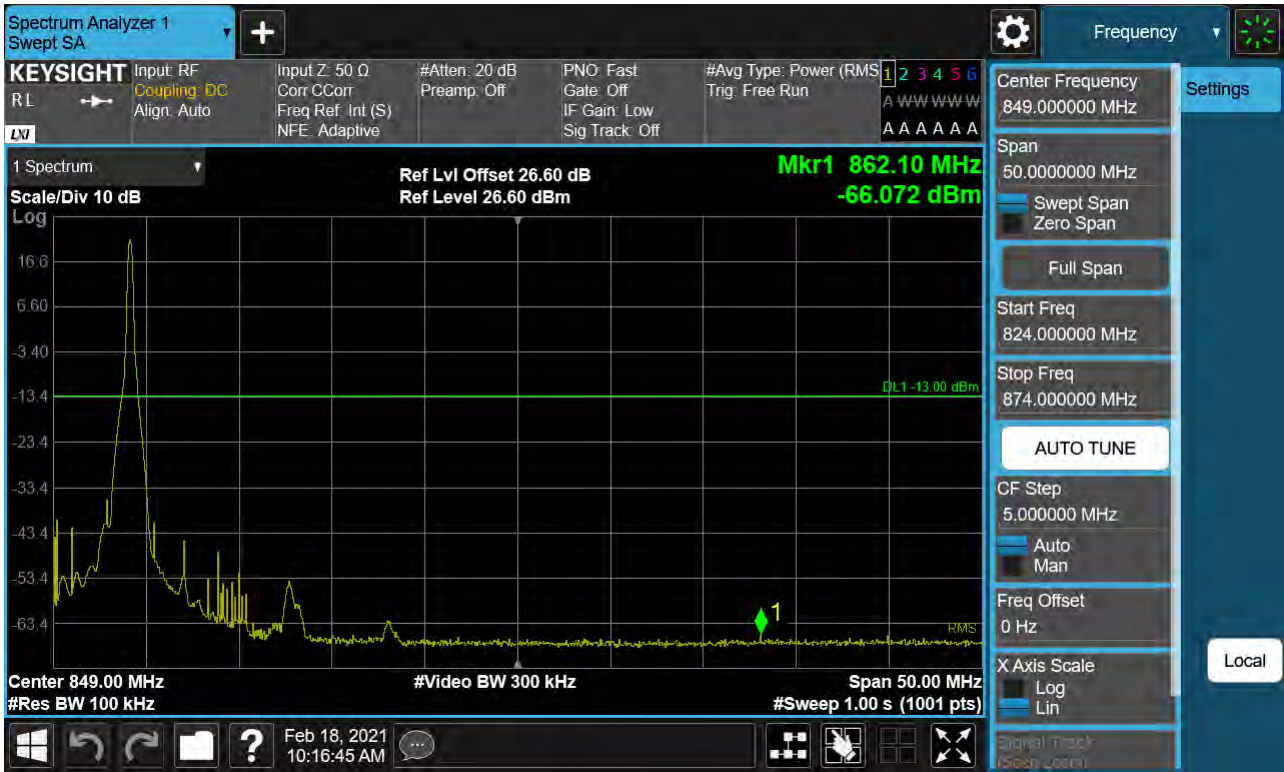 Spectrum Analyzer 1
Swept SA
Frequency
KEYSIGHT
R L
LXI
Input: RF
Coupling: DC
Align: Auto
Input Z: 50 Ω
Corr CCorr
Freq Ref: Int (S)
NFE: Adaptive
#Atten: 20 dB
Preamp: Off
PNO: Fast
Gate: Off
IF Gain: Low
Sig Track: Off
#Avg Type: Power (RMS
Trig: Free Run
1 2 3 4 5 6
A W W W W W
A A A A A A
1 Spectrum
Scale/Div 10 dB
Log
Ref Lvl Offset 26.60 dB
Ref Level 26.60 dBm
Mkr1 862.10 MHz
-66.072 dBm
16.6
6.60
-3.40
-13.4
-23.4
-33.4
-43.4
-53.4
-63.4
DL1 -13.00 dBm
1
RMS
Center 849.00 MHz
#Res BW 100 kHz
#Video BW 300 kHz
Span 50.00 MHz
#Sweep 1.00 s (1001 pts)
Feb 18, 2021
10:16:45 AM
Center Frequency
849.000000 MHz
Span
50.0000000 MHz
Swept Span
Zero Span
Full Span
Start Freq
824.000000 MHz
Stop Freq
874.000000 MHz
AUTO TUNE
CF Step
5.000000 MHz
Auto
Man
Freq Offset
0 Hz
X Axis Scale
Log
Lin
Signal Track
(Span Zoom)
Settings
Local